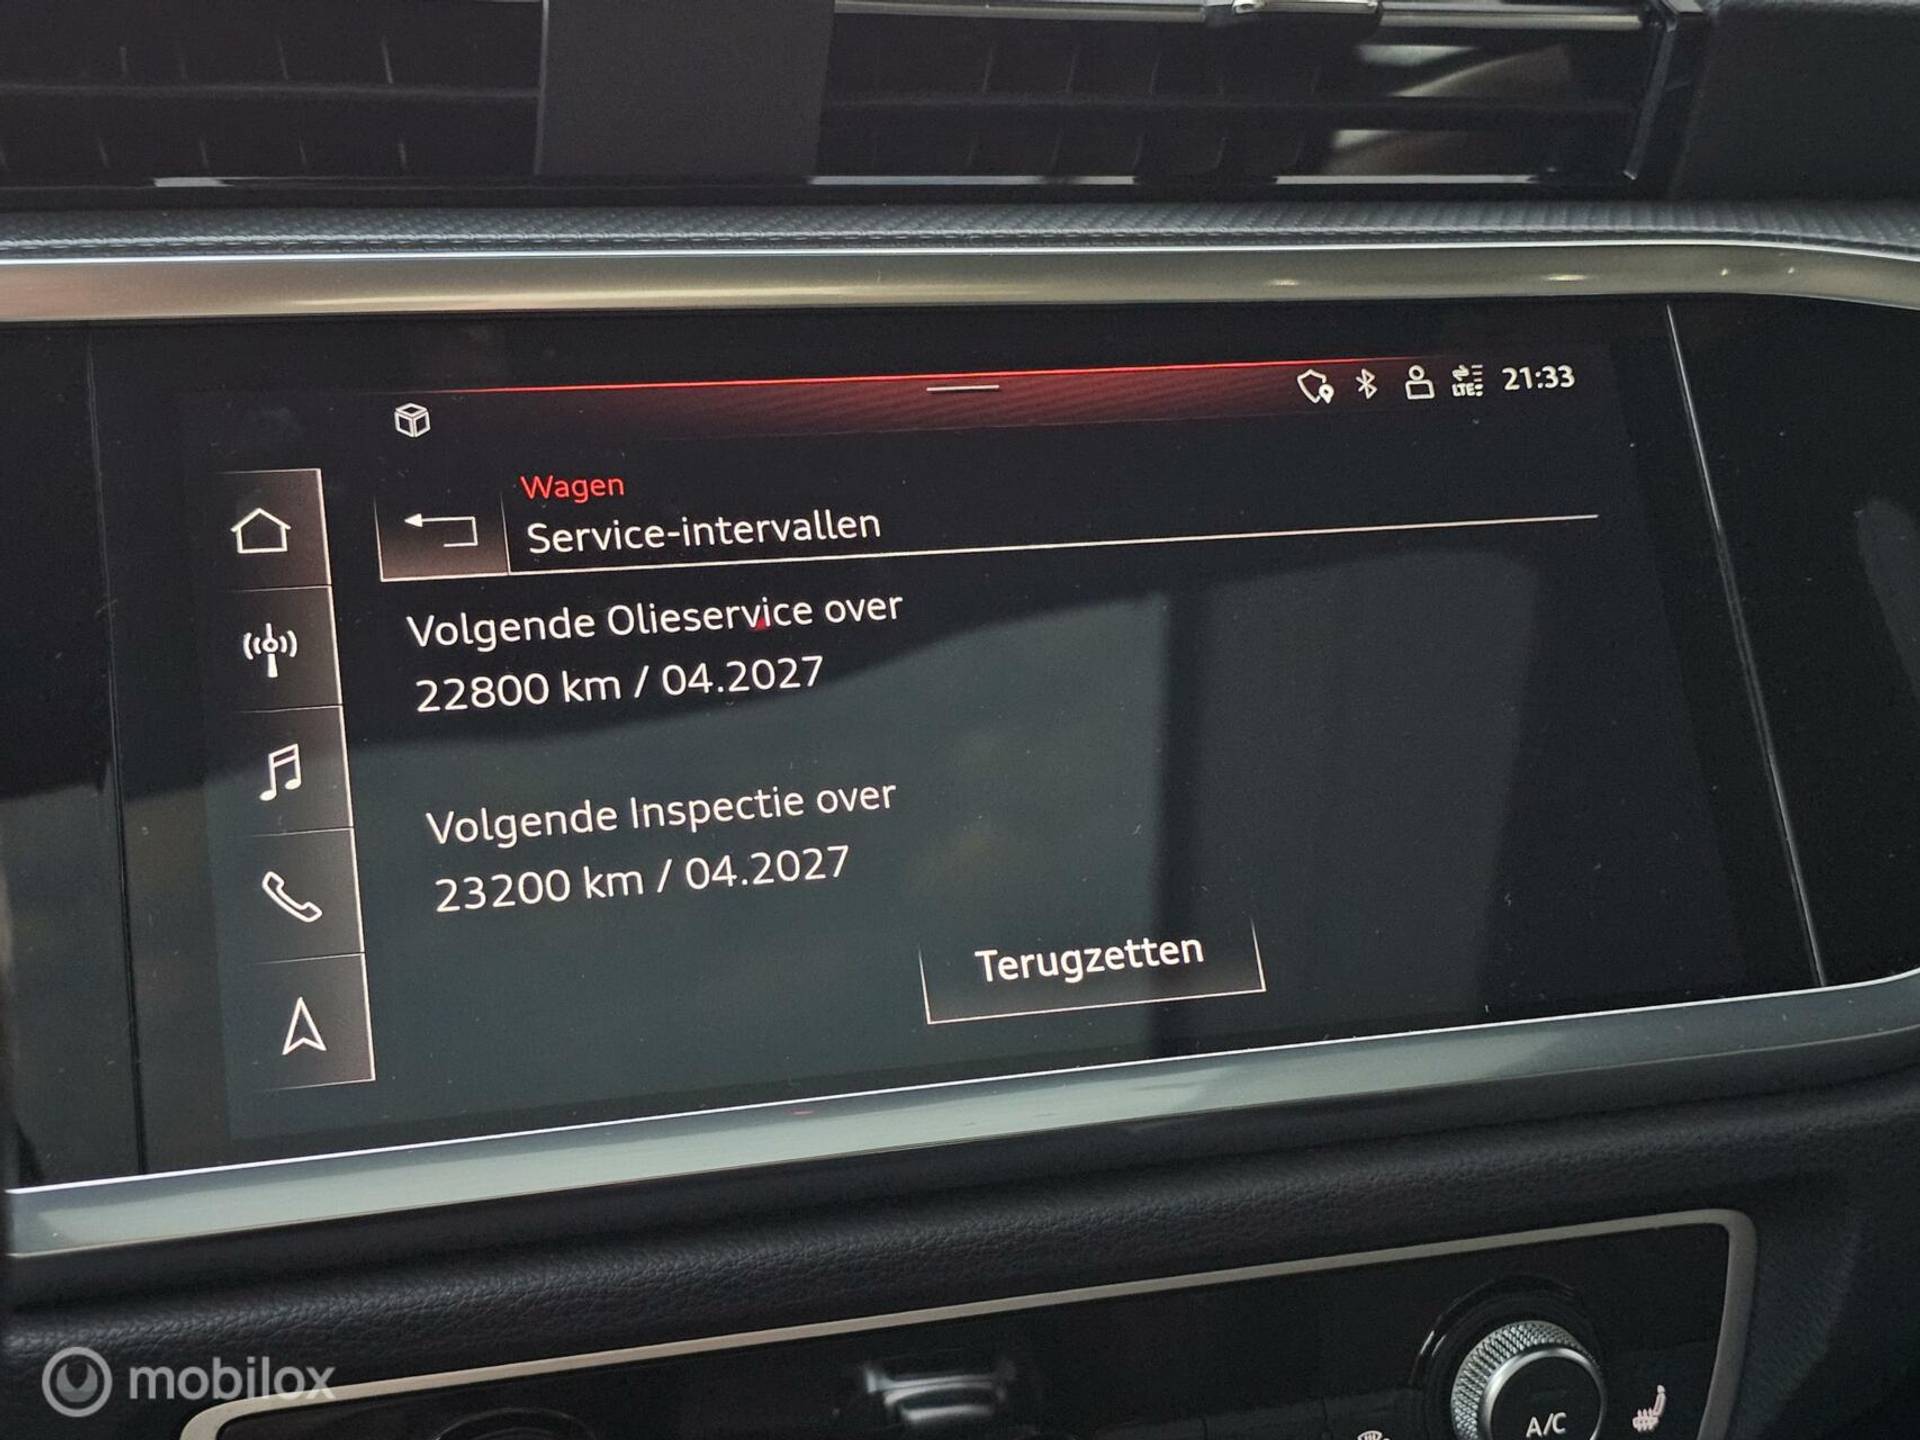 LTE 21:33
Wagen
Service-intervallen
Volgende Olieservice over
22800 km / 04.2027
Volgende Inspectie over
23200 km / 04.2027
Terugzetten
mobilox
A/C